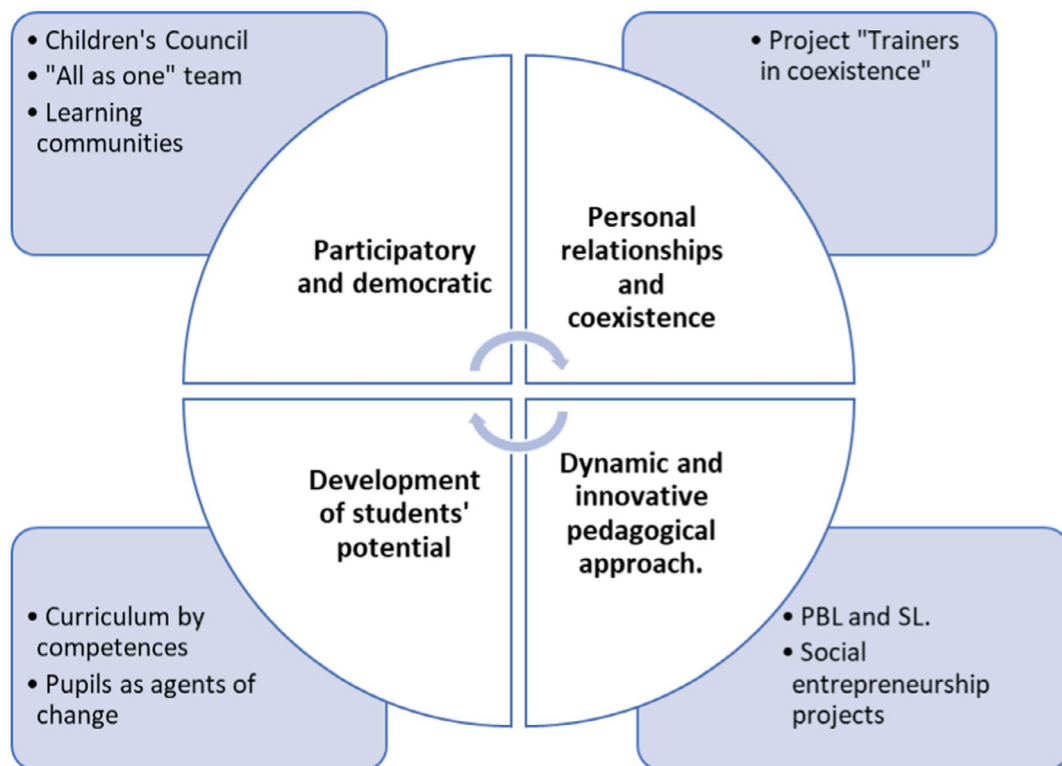 • Children's Council
• "All as one" team
• Learning
communities
• Project "Trainers
in coexistence"
Participatory
and democratic
Personal
relationships
and
coexistence
Development
of students'
potential
Dynamic and
innovative
pedagogical
approach.
• Curriculum by
competences
• Pupils as agents of
change
• PBL and SL.
• Social
entrepreneurship
projects